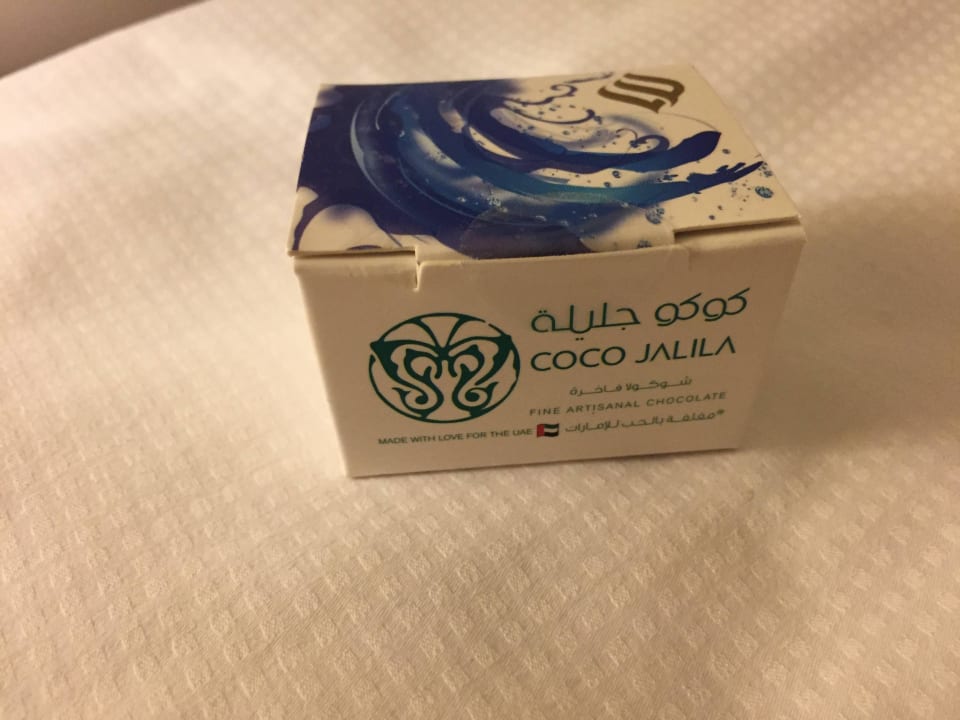 كوكو جليلة
COCO JALILA
شوكولا فاخرة
FINE ARTISANAL CHOCOLATE
MADE WITH LOVE FOR THE UAE *مغلفة بالحب للإمارات